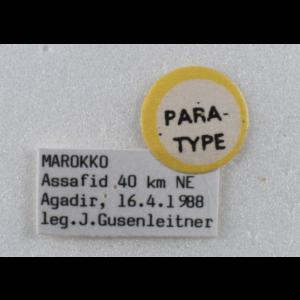 PARA-
TYPE
MAROKKO
Assafid 40 km NE
Agadir, 16.4.1988
leg.J.Gusenleitner